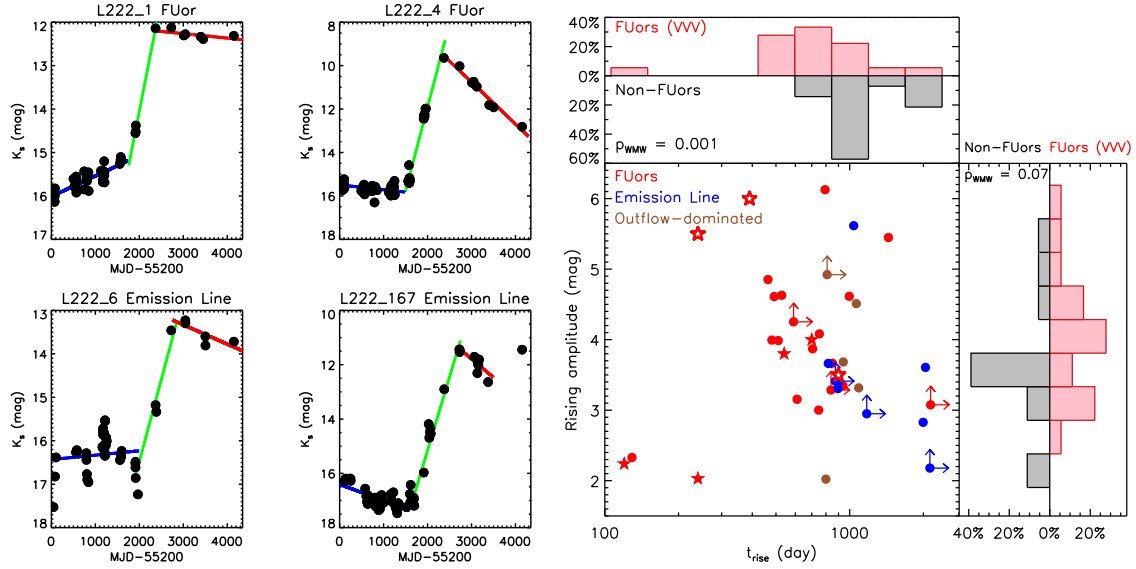 L222_1 FUor
12
13
14
15
16
17
K_s (mag)
0 1000 2000 3000 4000
MJD-55200
L222_4 FUor
8
10
12
14
16
18
K_s (mag)
0 1000 2000 3000 4000
MJD-55200
L222_6 Emission Line
13
14
15
16
17
18
K_s (mag)
0 1000 2000 3000 4000
MJD-55200
L222_167 Emission Line
10
12
14
16
18
K_s (mag)
0 1000 2000 3000 4000
MJD-55200
40%
20%
0%
20%
40%
60%
FUors (VVV)
Non-FUors
p_WMW = 0.001
FUors
Emission Line
Outflow-dominated
6
5
4
3
2
Rising amplitude (mag)
100 1000
t_rise (day)
Non-FUors FUors (VVV)
p_WMW = 0.07
40% 20% 0% 20%